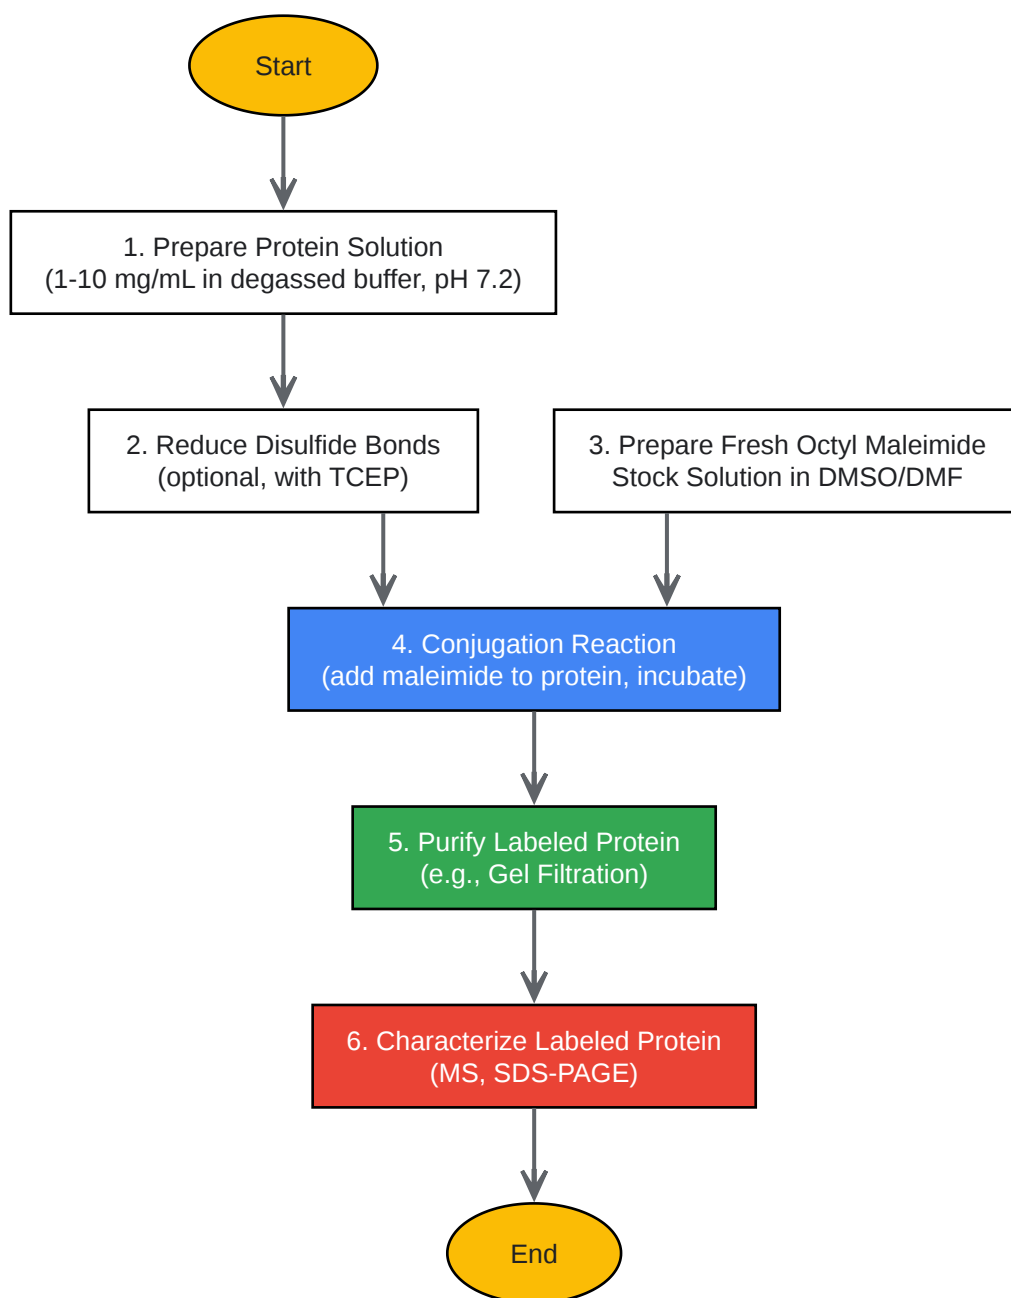 Start
1. Prepare Protein Solution
(1-10 mg/mL in degassed buffer, pH 7.2)
2. Reduce Disulfide Bonds
(optional, with TCEP)
3. Prepare Fresh Octyl Maleimide
Stock Solution in DMSO/DMF
4. Conjugation Reaction
(add maleimide to protein, incubate)
5. Purify Labeled Protein
(e.g., Gel Filtration)
6. Characterize Labeled Protein
(MS, SDS-PAGE)
End